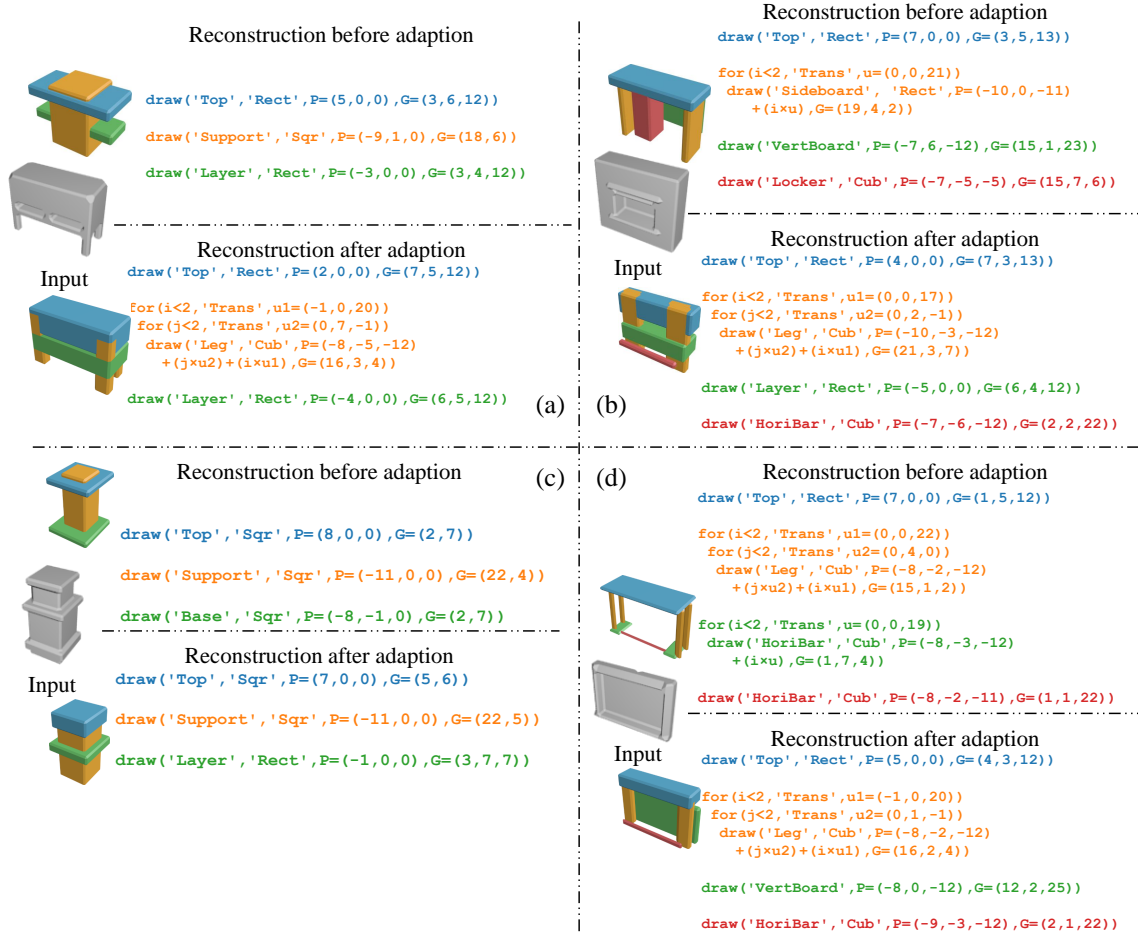 Reconstruction before adaption
draw('Top','Rect',P=(5,0,0),G=(3,6,12))
draw('Support','Sqr',P=(-9,1,0),G=(18,6))
draw('Layer','Rect',P=(-3,0,0),G=(3,4,12))
Reconstruction after adaption
Input
draw('Top','Rect',P=(2,0,0),G=(7,5,12))
for(i<2,'Trans',u1=(-1,0,20))
for(j<2,'Trans',u2=(0,7,-1))
draw('Leg','Cub',P=(-8,-5,-12)
+(j×u2)+(i×u1),G=(16,3,4))
draw('Layer','Rect',P=(-4,0,0),G=(6,5,12))
(a)
Reconstruction before adaption
draw('Top','Rect',P=(7,0,0),G=(3,5,13))
for(i<2,'Trans',u=(0,0,21))
draw('Sideboard', 'Rect',P=(-10,0,-11)
+(i×u),G=(19,4,2))
draw('VertBoard',P=(-7,6,-12),G=(15,1,23))
draw('Locker','Cub',P=(-7,-5,-5),G=(15,7,6))
Reconstruction after adaption
Input
draw('Top','Rect',P=(4,0,0),G=(7,3,13))
for(i<2,'Trans',u1=(0,0,17))
for(j<2,'Trans',u2=(0,2,-1))
draw('Leg','Cub',P=(-10,-3,-12)
+(j×u2)+(i×u1),G=(21,3,7))
draw('Layer','Rect',P=(-5,0,0),G=(6,4,12))
(b)
draw('HoriBar','Cub',P=(-7,-6,-12),G=(2,2,22))
Reconstruction before adaption
(c)
draw('Top','Sqr',P=(8,0,0),G=(2,7))
draw('Support','Sqr',P=(-11,0,0),G=(22,4))
draw('Base','Sqr',P=(-8,-1,0),G=(2,7))
Reconstruction after adaption
Input
draw('Top','Sqr',P=(7,0,0),G=(5,6))
draw('Support','Sqr',P=(-11,0,0),G=(22,5))
draw('Layer','Rect',P=(-1,0,0),G=(3,7,7))
(d)
Reconstruction before adaption
draw('Top','Rect',P=(7,0,0),G=(1,5,12))
for(i<2,'Trans',u1=(0,0,22))
for(j<2,'Trans',u2=(0,4,0))
draw('Leg','Cub',P=(-8,-2,-12)
+(j×u2)+(i×u1),G=(15,1,2))
for(i<2,'Trans',u=(0,0,19))
draw('HoriBar','Cub',P=(-8,-3,-12)
+(i×u),G=(1,7,4))
draw('HoriBar','Cub',P=(-8,-2,-11),G=(1,1,22))
Reconstruction after adaption
Input
draw('Top','Rect',P=(5,0,0),G=(4,3,12))
for(i<2,'Trans',u1=(-1,0,20))
for(j<2,'Trans',u2=(0,1,-1))
draw('Leg','Cub',P=(-8,-2,-12)
+(j×u2)+(i×u1),G=(16,2,4))
draw('VertBoard',P=(-8,0,-12),G=(12,2,25))
draw('HoriBar','Cub',P=(-9,-3,-12),G=(2,1,22))